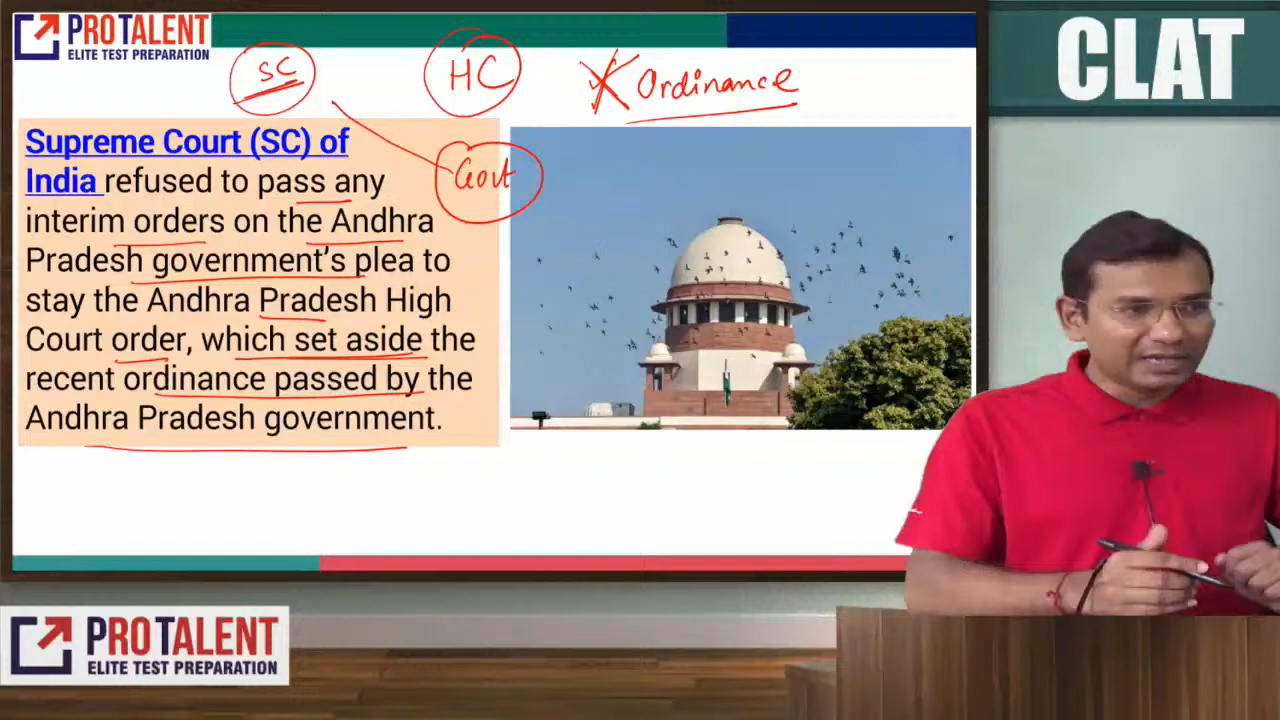 PROTALENT
ELITE TEST PREPARATION
CLAT
SC
HC
Ordinance
Govt
Supreme Court (SC) of
India refused to pass any
interim orders on the Andhra
Pradesh government's plea to
stay the Andhra Pradesh High
Court order, which set aside the
recent ordinance passed by the
Andhra Pradesh government.
PROTALENT
ELITE TEST PREPARATION